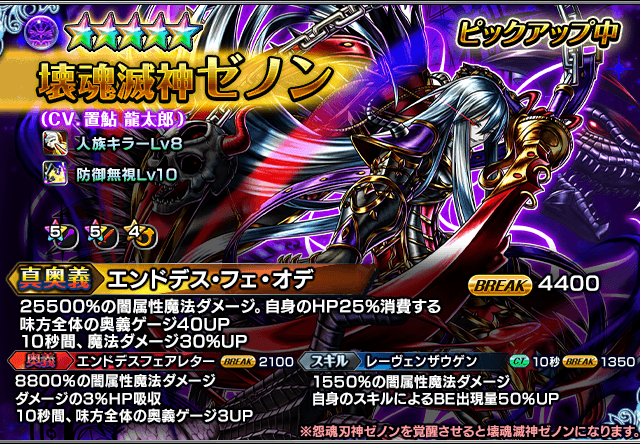 ピックアップ中
壊魂滅神ゼノン
(CV.置鮎 龍太郎)
人族キラーLv8
防御無視Lv10
5 5 4
真奥義 エンドデス・フェ・オデ BREAK 4400
25500%の闇属性魔法ダメージ。自身のHP25%消費する
味方全体の奥義ゲージ40UP
10秒間、魔法ダメージ30%UP
奥義 エンドデスフェアレター BREAK 2100
8800%の闇属性魔法ダメージ
ダメージの3%HP吸収
10秒間、味方全体の奥義ゲージ3UP
スキル レーヴェンザウゲン CT 10秒 BREAK 1350
1550%の闇属性魔法ダメージ
自身のスキルによるBE出現量50%UP
※怨魂刃神ゼノンを覚醒させると壊魂滅神ゼノンになります。